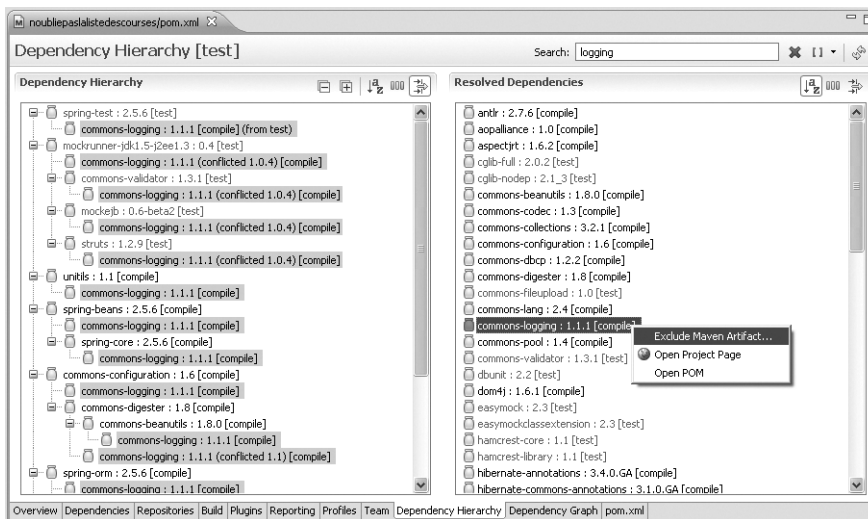 noubliepaslalistedescourses/pom.xml
Dependency Hierarchy [test]
Search: logging
Dependency Hierarchy
spring-test : 2.5.6 [test]
commons-logging : 1.1.1 [compile] (from test)
mockrunner-jdk1.5-j2ee1.3 : 0.4 [test]
commons-logging : 1.1.1 (conflicted 1.0.4) [compile]
commons-validator : 1.3.1 [test]
commons-logging : 1.1.1 (conflicted 1.0.4) [compile]
mockejb : 0.6-beta2 [test]
commons-logging : 1.1.1 (conflicted 1.0.4) [compile]
struts : 1.2.9 [test]
commons-logging : 1.1.1 (conflicted 1.0.4) [compile]
unitils : 1.1 [compile]
commons-logging : 1.1.1 [compile]
spring-beans : 2.5.6 [compile]
commons-logging : 1.1.1 [compile]
spring-core : 2.5.6 [compile]
commons-logging : 1.1.1 [compile]
commons-configuration : 1.6 [compile]
commons-logging : 1.1.1 [compile]
commons-digester : 1.8 [compile]
commons-beanutils : 1.8.0 [compile]
commons-logging : 1.1.1 [compile]
commons-logging : 1.1.1 (conflicted 1.1) [compile]
spring-orm : 2.5.6 [compile]
commons-logging : 1.1.1 [compile]
Resolved Dependencies
antlr : 2.7.6 [compile]
aopalliance : 1.0 [compile]
aspectjrt : 1.6.2 [compile]
cglib-full : 2.0.2 [test]
cglib-nodep : 2.1_3 [test]
commons-beanutils : 1.8.0 [compile]
commons-codec : 1.3 [compile]
commons-collections : 3.2.1 [compile]
commons-configuration : 1.6 [compile]
commons-dbcp : 1.2.2 [compile]
commons-digester : 1.8 [compile]
commons-fileupload : 1.0 [test]
commons-lang : 2.4 [compile]
commons-logging : 1.1.1 [compile]
commons-pool : 1.4 [compile]
commons-validator : 1.3.1 [test]
dbunit : 2.2 [test]
dom4j : 1.6.1 [compile]
easymock : 2.3 [test]
easymockclassextension : 2.3 [test]
hamcrest-core : 1.1 [test]
hamcrest-library : 1.1 [test]
hibernate-annotations : 3.4.0.GA [compile]
hibernate-commons-annotations : 3.1.0.GA [compile]
Exclude Maven Artifact...
Open Project Page
Open POM
Overview Dependencies Repositories Build Plugins Reporting Profiles Team Dependency Hierarchy Dependency Graph pom.xml